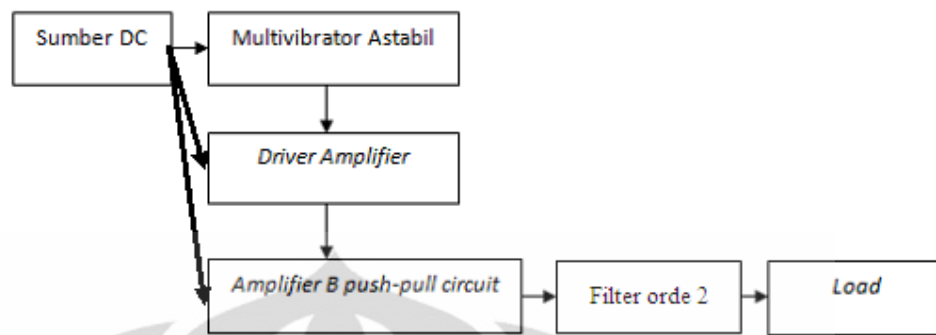 Sumber DC
Multivibrator Astabil
Driver Amplifier
Amplifier B push-pull circuit
Filter orde 2
Load